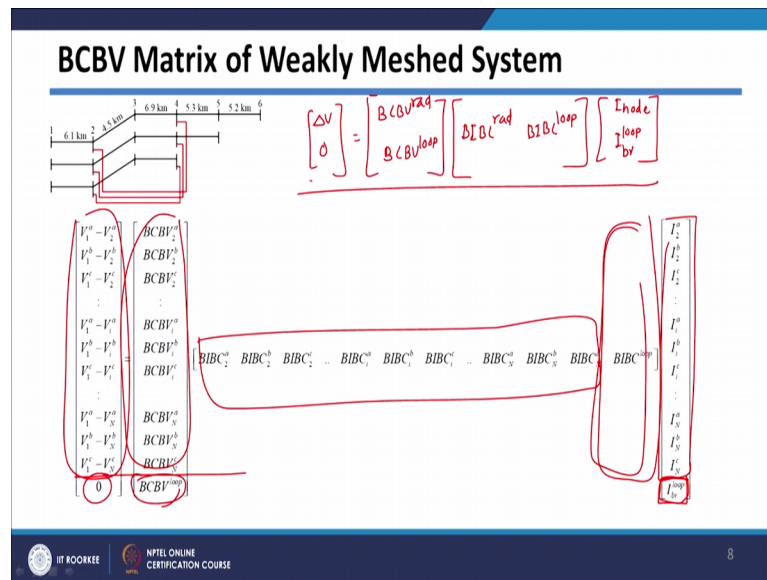 BCBV Matrix of Weakly Meshed System
1 6.1 km 2 4.5 km 3 6.9 km 4 5.3 km 5 5.2 km 6
[ΔV 0] = [BCBV^rad BCBV^loop] [BIBC^rad BIBC^loop] [Inode I_br^loop]
V_1^a − V_2^a BCBV_2^a I_2^a
V_1^b − V_2^b BCBV_2^b I_2^b
V_1^c − V_2^c BCBV_2^c I_2^c
: : :
V_1^a − V_i^a BCBV_i^a I_i^a
V_1^b − V_i^b = BCBV_i^b [BIBC_2^a BIBC_2^b BIBC_2^c .. BIBC_i^a BIBC_i^b BIBC_i^c .. BIBC_N^a BIBC_N^b BIBC BIBC^loop] I_i^b
V_1^c − V_i^c BCBV_i^c I_i^c
: : :
V_1^a − V_N^a BCBV_N^a I_N^a
V_1^b − V_N^b BCBV_N^b I_N^b
V_1^c − V_N^c BCBV_N^c I_N^c
0 BCBV^loop I_br^loop
IIT ROORKEE
NPTEL ONLINE
CERTIFICATION COURSE
8